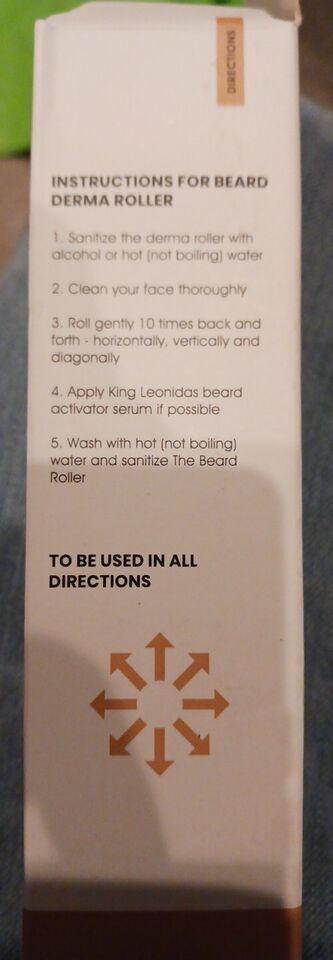 DIRECTIONS
INSTRUCTIONS FOR BEARD
DERMA ROLLER
1. Sanitize the derma roller with
alcohol or hot (not boiling) water
2. Clean your face thoroughly
3. Roll gently 10 times back and
forth - horizontally, vertically and
diagonally
4. Apply King Leonidas beard
activator serum if possible
5. Wash with hot (not boiling)
water and sanitize The Beard
Roller
TO BE USED IN ALL
DIRECTIONS